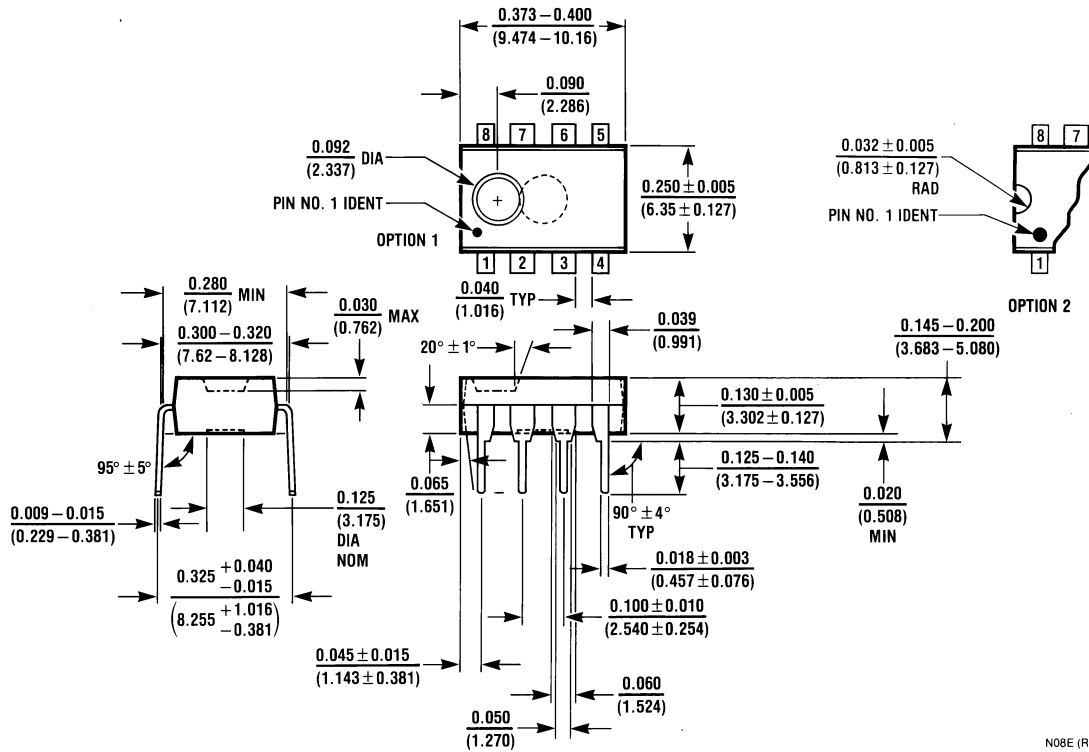 0.373 – 0.400
(9.474 – 10.16)
0.090
(2.286)
8 7 6 5
0.092 DIA
(2.337)
PIN NO. 1 IDENT
OPTION 1
0.250 ± 0.005
(6.35 ± 0.127)
1 2 3 4
8 7
0.032 ± 0.005
(0.813 ± 0.127)
RAD
PIN NO. 1 IDENT
1
OPTION 2
0.280 MIN
(7.112)
0.300 – 0.320
(7.62 – 8.128)
0.030 MAX
(0.762)
0.040 TYP
(1.016)
0.039
(0.991)
20° ± 1°
0.145 – 0.200
(3.683 – 5.080)
0.130 ± 0.005
(3.302 ± 0.127)
0.125 – 0.140
(3.175 – 3.556)
0.020
(0.508)
MIN
95° ± 5°
0.009 – 0.015
(0.229 – 0.381)
0.125
(3.175)
DIA
NOM
0.065
(1.651)
90° ± 4°
TYP
0.018 ± 0.003
(0.457 ± 0.076)
0.325 +0.040
-0.015
(8.255 +1.016
-0.381)
0.100 ± 0.010
(2.540 ± 0.254)
0.045 ± 0.015
(1.143 ± 0.381)
0.060
(1.524)
0.050
(1.270)
N08E (R